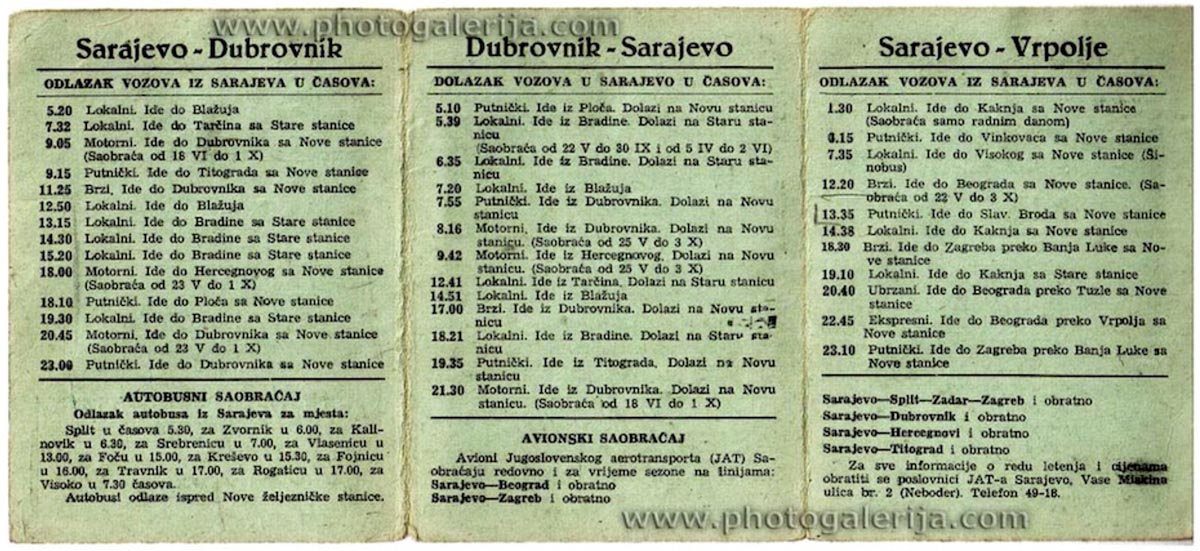 www.photogalerija.com
Sarajevo - Dubrovnik
ODLAZAK VOZOVA IZ SARAJEVA U ČASOVA:
5.20 Lokalni. Ide do Blažuja
7.32 Lokalni. Ide do Tarčina sa Stare stanice
9.05 Motorni. Ide do Dubrovnika sa Nove stanice
(Saobraća od 18 VI do 1 X)
9.15 Putnički. Ide do Titograda sa Nove stanice
11.25 Brzi. Ide do Dubrovnika sa Nove stanice
12.50 Lokalni. Ide do Blažuja
13.15 Lokalni. Ide do Bradine sa Stare stanice
14.30 Lokalni. Ide do Bradine sa Stare stanice
15.20 Lokalni. Ide do Bradine sa Stare stanice
18.00 Motorni. Ide do Hercegnovog sa Nove stanice
(Saobraća od 23 V do 1 X)
18.10 Putnički. Ide do Ploča sa Nove stanice
19.30 Lokalni. Ide do Bradine sa Stare stanice
20.45 Motorni. Ide do Dubrovnika sa Nove stanice
(Saobraća od 23 V do 1 X)
23.00 Putnički. Ide do Dubrovnika sa Nove stanice
AUTOBUSNI SAOBRAĆAJ
Odlazak autobusa iz Sarajeva za mjesta:
Split u časova 5.30, za Zvornik u 6.00, za Kali-
novik u 6.30, za Srebrenicu u 7.00, za Vlasenicu u
13.00, za Foču u 15.00, za Kreševo u 15.30, za Fojnicu
u 16.00, za Travnik u 17.00, za Rogaticu u 17.00, za
Visoko u 7.30 časova.
Autobusi odlaze ispred Nove željezničke stanice.
Dubrovnik - Sarajevo
DOLAZAK VOZOVA U SARAJEVO U ČASOVA:
5.10 Putnički. Ide iz Ploča. Dolazi na Novu stanicu
5.39 Lokalni. Ide iz Bradine. Dolazi na Staru sta-
nicu
(Saobraća od 22 V do 30 IX i od 5 IV do 2 VI)
6.35 Lokalni. Ide iz Bradine. Dolazi na Staru sta-
nicu
7.20 Lokalni. Ide iz Blažuja
7.55 Putnički. Ide iz Dubrovnika. Dolazi na Novu
stanicu
8.16 Motorni. Ide iz Dubrovnika. Dolazi na Novu
stanicu. (Saobraća od 25 V do 3 X)
9.42 Motorni. Ide iz Hercegnovog. Dolazi na Novu
stanicu. (Saobraća od 25 V do 3 X)
12.41 Lokalni. Ide iz Tarčina. Dolazi na Staru stanicu
14.51 Lokalni. Ide iz Blažuja
17.00 Brzi. Ide iz Dubrovnika. Dolazi na Novu sta-
nicu
18.21 Lokalni. Ide iz Bradine. Dolazi na Staru sta-
nicu
19.35 Putnički. Ide iz Titograda. Dolazi na Novu
stanicu
21.30 Motorni. Ide iz Dubrovnika. Dolazi na Novu
stanicu. (Saobraća od 18 VI do 1 X)
AVIONSKI SAOBRAĆAJ
Avioni Jugoslovenskog aerotransporta (JAT) Sa-
obraćaju redovno i za vrijeme sezone na linijama:
Sarajevo—Beograd i obratno
Sarajevo—Zagreb i obratno
Sarajevo - Vrpolje
ODLAZAK VOZOVA IZ SARAJEVA U ČASOVA:
1.30 Lokalni. Ide do Kaknja sa Nove stanice
(Saobraća samo radnim danom)
6.15 Putnički. Ide do Vinkovaca sa Nove stanice
7.35 Lokalni. Ide do Visokog sa Nove stanice (Ši-
nobus)
12.20 Brzi. Ide do Beograda sa Nove stanice. (Sa-
obraća od 22 V do 3 X)
13.35 Putnički. Ide do Slav. Broda sa Nove stanice
14.38 Lokalni. Ide do Kaknja sa Nove stanice
18.30 Brzi. Ide do Zagreba preko Banja Luke sa No-
ve stanice
19.10 Lokalni. Ide do Kaknja sa Stare stanice
20.40 Ubrzani. Ide do Beograda preko Tuzle sa Nove
stanice
22.45 Ekspresni. Ide do Beograda preko Vrpolja sa
Nove stanice
23.10 Putnički. Ide do Zagreba preko Banja Luke sa
Nove stanice
Sarajevo—Split—Zadar—Zagreb i obratno
Sarajevo—Dubrovnik i obratno
Sarajevo—Hercegnovi i obratno
Sarajevo—Titograd i obratno
Za sve informacije o redu letenja i cijenama
obratiti se poslovnici JAT-a Sarajevo, Vase Miskina
ulica br. 2 (Neboder). Telefon 49-18.
www.photogalerija.com